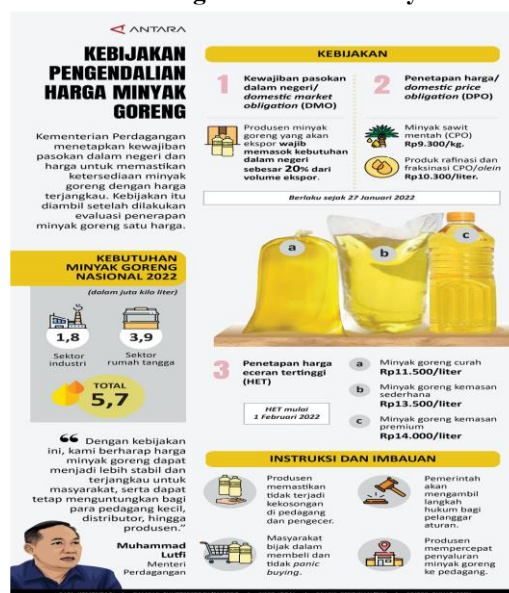 ANTARA
KEBIJAKAN
PENGENDALIAN
HARGA MINYAK
GORENG
Kementerian Perdagangan
menetapkan kewajiban
pasokan dalam negeri dan
harga untuk memastikan
ketersediaan minyak
goreng dengan harga
terjangkau. Kebijakan itu
diambil setelah dilakukan
evaluasi penerapan
minyak goreng satu harga.
KEBUTUHAN
MINYAK GORENG
NASIONAL 2022
(dalam juta kilo liter)
1,8
Sektor
industri
3,9
Sektor
rumah tangga
TOTAL
5,7
“ Dengan kebijakan
ini, kami berharap harga
minyak goreng dapat
menjadi lebih stabil dan
terjangkau untuk
masyarakat, serta dapat
tetap menguntungkan bagi
para pedagang kecil,
distributor, hingga
produsen.”
Muhammad
Lutfi
Menteri
Perdagangan
KEBIJAKAN
1
Kewajiban pasokan
dalam negeri/
domestic market
obligation (DMO)
Produsen minyak
goreng yang akan
ekspor wajib
memasok kebutuhan
dalam negeri
sebesar 20% dari
volume ekspor.
2
Penetapan harga/
domestic price
obligation (DPO)
Minyak sawit
mentah (CPO)
Rp9.300/kg.
Produk rafinasi dan
fraksinasi CPO/olein
Rp10.300/liter.
Berlaku sejak 27 Januari 2022
a
b
c
3
Penetapan harga
eceran tertinggi
(HET)
HET mulai
1 Februari 2022
a
Minyak goreng curah
Rp11.500/liter
b
Minyak goreng kemasan
sederhana
Rp13.500/liter
c
Minyak goreng kemasan
premium
Rp14.000/liter
INSTRUKSI DAN IMBAUAN
Produsen
memastikan
tidak terjadi
kekosongan
di pedagang
dan pengecer.
Pemerintah
akan
mengambil
langkah
hukum bagi
pelanggar
aturan.
Masyarakat
bijak dalam
membeli dan
tidak panic
buying.
Produsen
mempercepat
penyaluran
minyak goreng
ke pedagang.